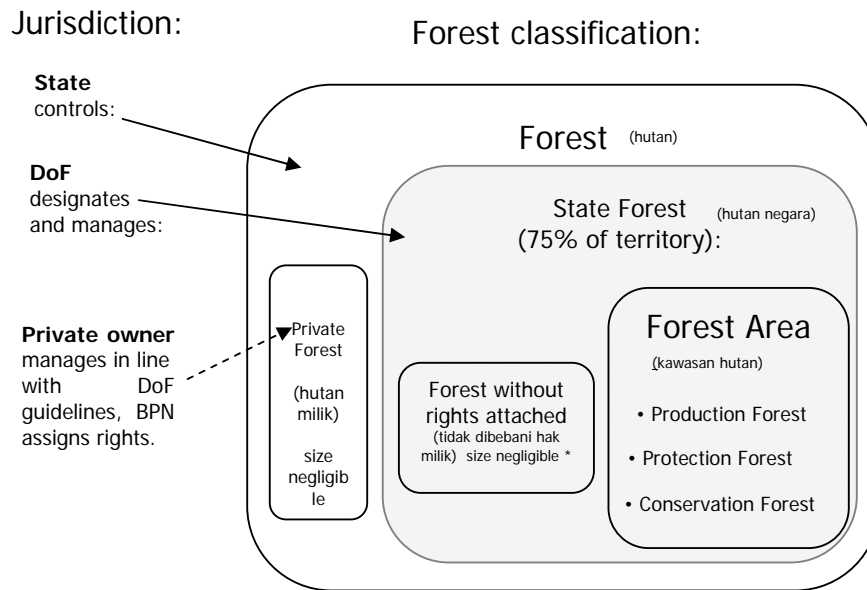 Jurisdiction:
Forest classification:
State
controls:
DoF
designates
and manages:
Private owner
manages in line
with DoF
guidelines, BPN
assigns rights.
Forest (hutan)
State Forest (hutan negara)
(75% of territory):
Private
Forest
(hutan
milik)
size
negligib
le
Forest without
rights attached
(tidak dibebani hak
milik) size negligible *
Forest Area
(kawasan hutan)
• Production Forest
• Protection Forest
• Conservation Forest